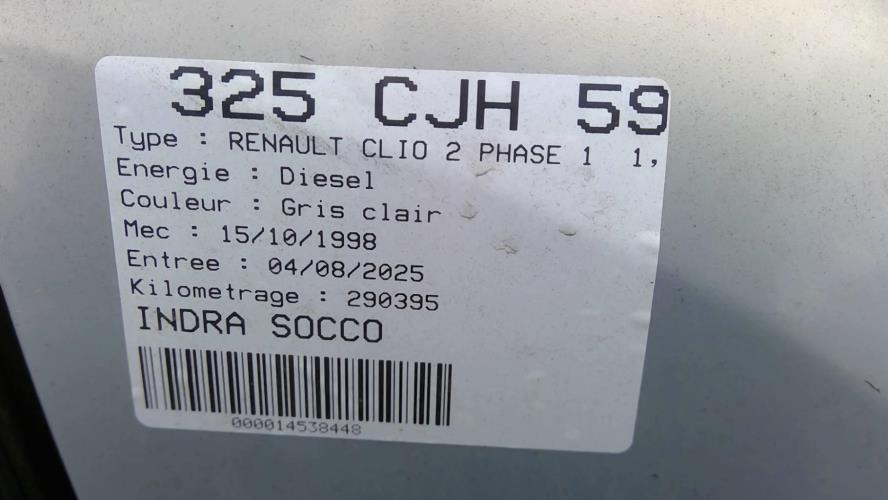 325 CJH 59
Type : RENAULT CLIO 2 PHASE 1 1,
Energie : Diesel
Couleur : Gris clair
Mec : 15/10/1998
Entree : 04/08/2025
Kilometrage : 290395
INDRA SOCCO
000014538448